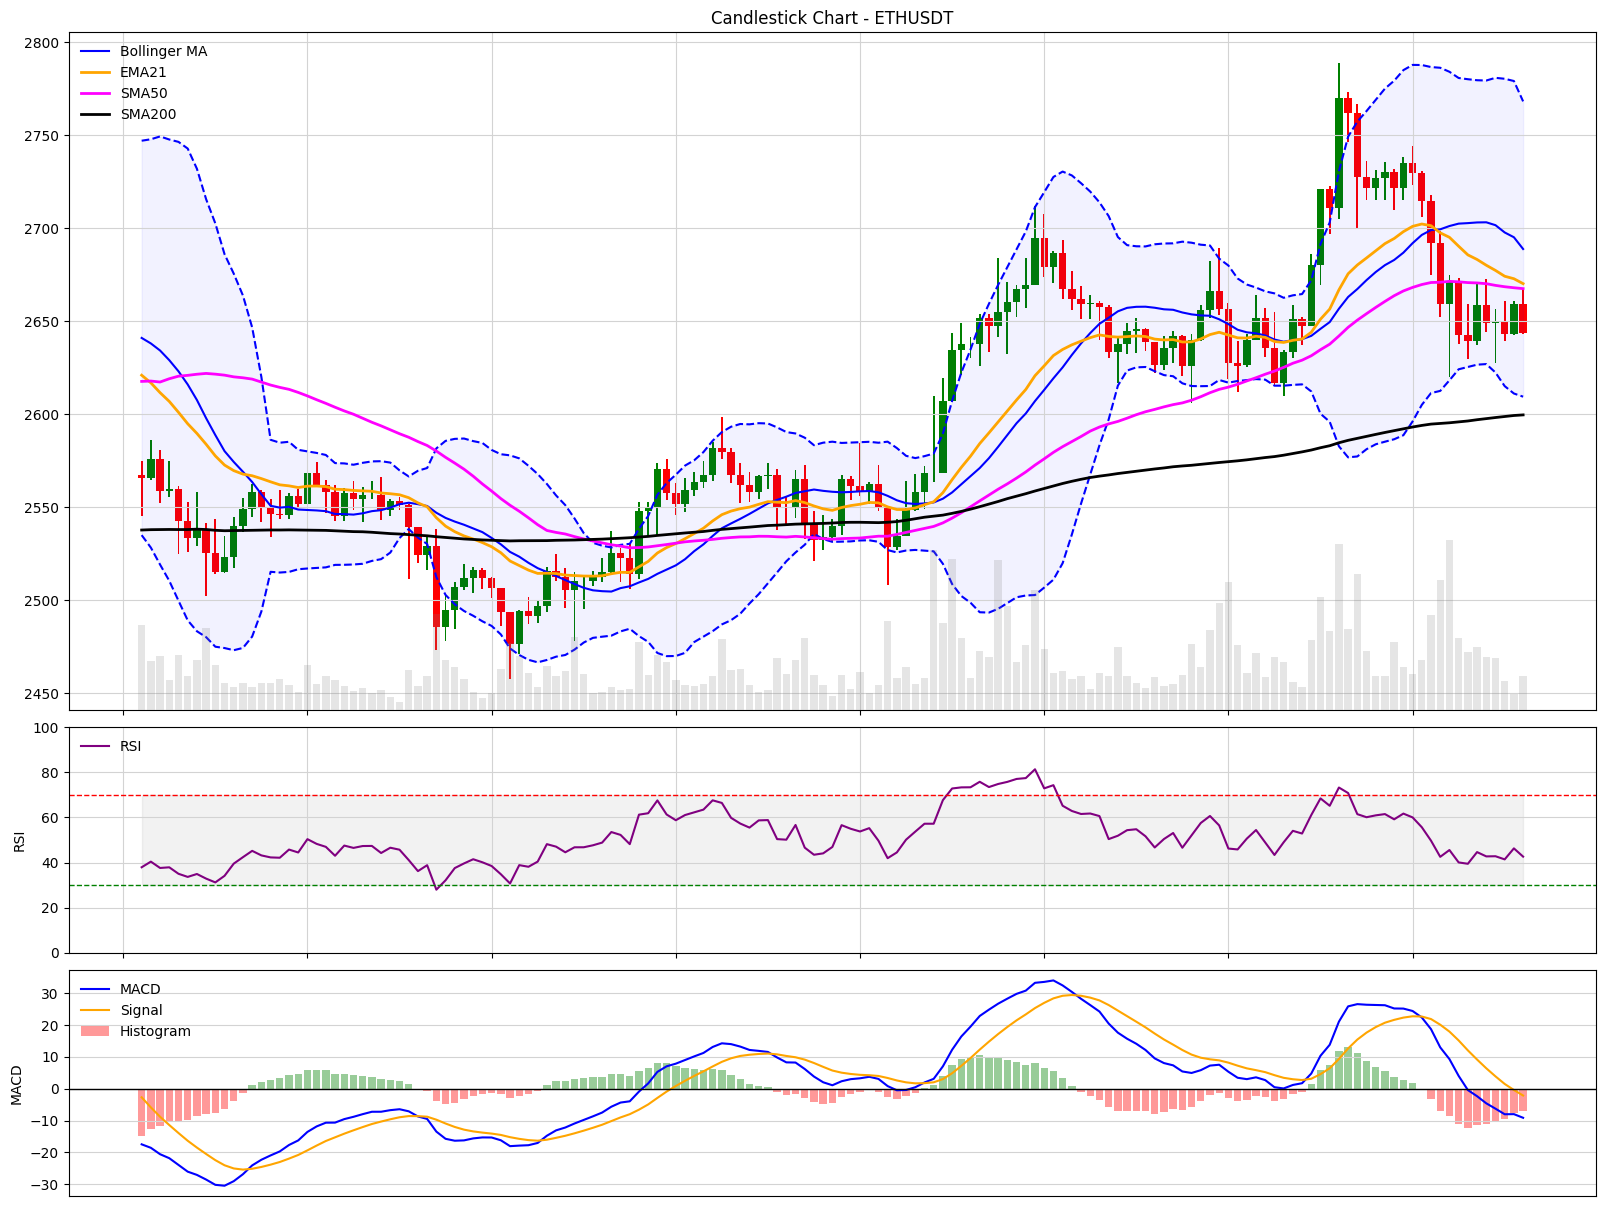 Candlestick Chart - ETHUSDT
2800
2750
2700
2650
2600
2550
2500
2450
Bollinger MA
EMA21
SMA50
SMA200
100
80
60
40
20
0
RSI
RSI
30
20
10
0
−10
−20
−30
MACD
MACD
Signal
Histogram